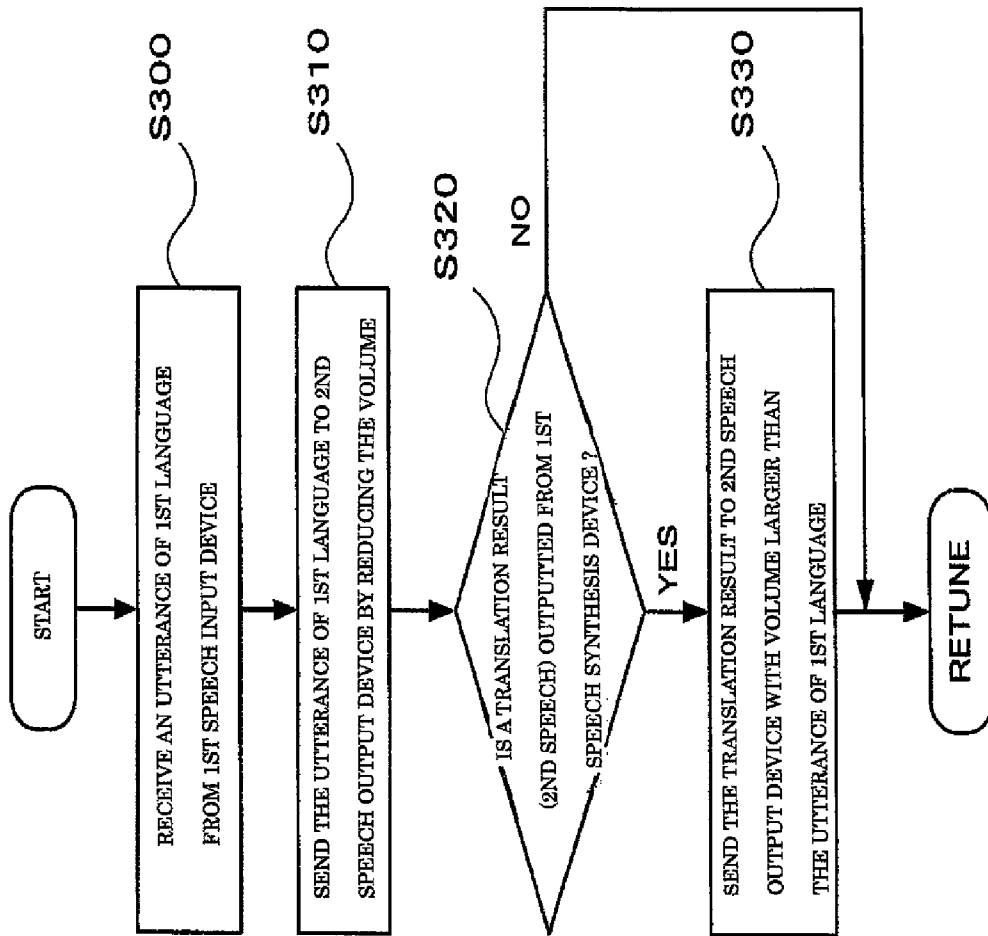 START
RECEIVE AN UTTERANCE OF 1ST LANGUAGE
FROM 1ST SPEECH INPUT DEVICE
S300
SEND THE UTTERANCE OF 1ST LANGUAGE TO 2ND
SPEECH OUTPUT DEVICE BY REDUCING THE VOLUME
S310
IS A TRANSLATION RESULT
(2ND SPEECH) OUTPUTTED FROM 1ST
SPEECH SYNTHESIS DEVICE ?
S320
NO
YES
SEND THE TRANSLATION RESULT TO 2ND SPEECH
OUTPUT DEVICE WITH VOLUME LARGER THAN
THE UTTERANCE OF 1ST LANGUAGE
S330
RETUNE